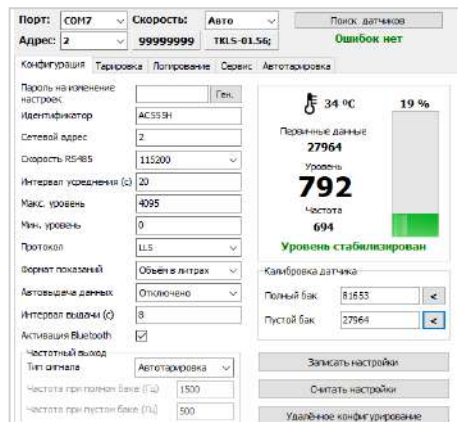 Порт: COM7 Скорость: Авто Поиск датчиков
Адрес: 2 99999999 TKLS-01.56; Ошибок нет
Конфигурация Тарировка Логирование Сервис Автотарировка
Пароль на изменение настроек Ген.
Идентификатор AC555H
Сетевой адрес 2
Скорость RS485 115200
Интервал усреднения (с) 20
Макс. уровень 4095
Мин. уровень 0
Протокол LLS
Формат показаний Объём в литрах
Автовыдача данных Отключено
Интервал выдачи (с) 8
Активация Bluetooth
Частотный выход
Тип сигнала Автотарировка
Частота при полном баке (Гц) 1500
Частота при пустом баке (Гц) 500
34 ºC 19 %
Первичные данные
27964
Уровень
792
Частота
694
Уровень стабилизирован
Калибровка датчика
Полный бак 81653 <
Пустой бак 27964 <
Записать настройки
Считать настройки
Удалённое конфигурирование